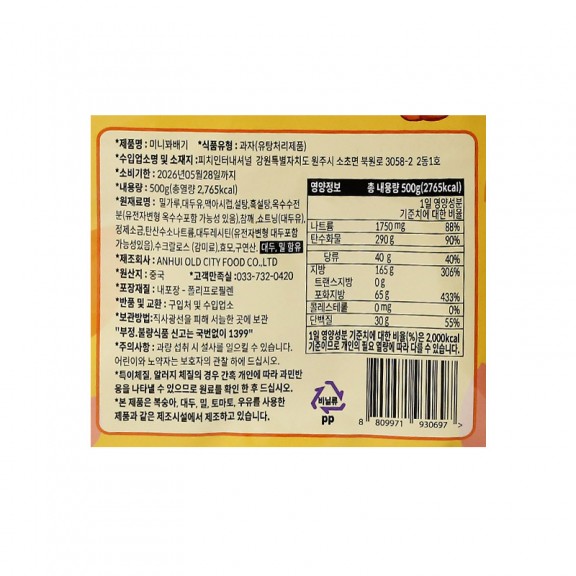 *제품명 : 미니꽈배기 *식품유형 : 과자(유탕처리제품)
*수입업소명 및 소재지 : 피치인터내셔널 강원특별자치도 원주시 소초면 북원로 3058-2 2동1호
*소비기한 : 2026년05월28일까지
*내용량 : 500g(총열량 2,765kcal)
*원재료명 : 밀가루,대두유,맥아시럽,설탕,흑설탕,옥수수전
분(유전자변형 옥수수포함 가능성 있음),참깨,쇼트닝(대두유),
정제소금,탄산수소나트륨,대두레시틴(유전자변형 대두포함
가능성있음),수크랄로스 (감미료),효모,구연산. 대두, 밀 함유
*제조회사 : ANHUI OLD CITY FOOD CO.,LTD
*원산지 : 중국 *고객만족실 : 033-732-0420
*포장재질 : 내포장 - 폴리프로필렌
*반품 및 교환 : 구입처 및 수입업소
*보관방법 : 직사광선을 피해 서늘한 곳에 보관
"부정.불량식품 신고는 국번없이 1399"
*주의사항 : 과량 섭취 시 설사를 일으킬 수 있습니다.
어린이와 노약자는 보호자의 관찰 하에 드십시오.
*특이체질, 알러지 체질의 경우 간혹 개인에 따라 과민반
응을 나타낼 수 있으므로 원료를 확인 한 후 드십시오.
*본 제품은 복숭아, 대두, 밀, 토마토, 우유를 사용한
제품과 같은 제조시설에서 제조하고 있습니다.
영양정보 총 내용량 500g(2765kcal)
1일 영양성분
기준치에 대한 비율
나트륨 1750 mg 88%
탄수화물 290 g 90%
당류 40 g 40%
지방 165 g 306%
트랜스지방 0 g
포화지방 65 g 433%
콜레스테롤 0 mg 0%
단백질 30 g 55%
1일 영양성분 기준치에 대한 비율(%)은 2,000kcal
기준이므로 개인의 필요 열량에 따라 다를 수 있습니다.
비닐류
PP
8 809971 930697 >